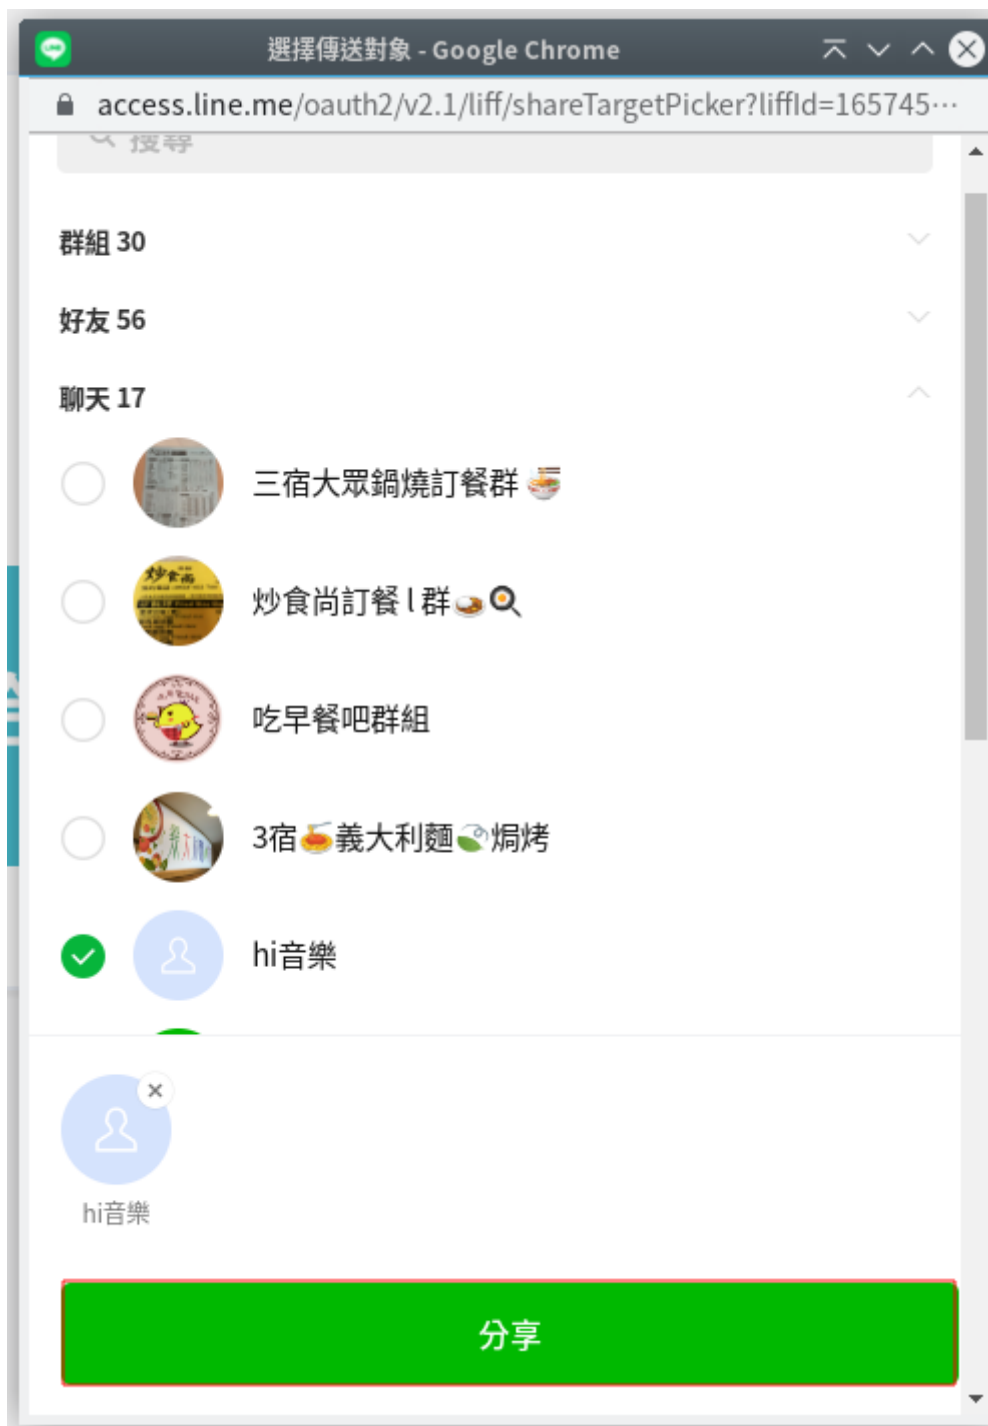 選擇傳送對象 - Google Chrome
access.line.me/oauth2/v2.1/liff/shareTargetPicker?liffId=165745…
搜尋
群組 30
好友 56
聊天 17
三宿大眾鍋燒訂餐群🍜
炒食尚訂餐 l 群🍛🍳
吃早餐吧群組
3宿🍝義大利麵🍃焗烤
hi音樂
hi音樂
分享